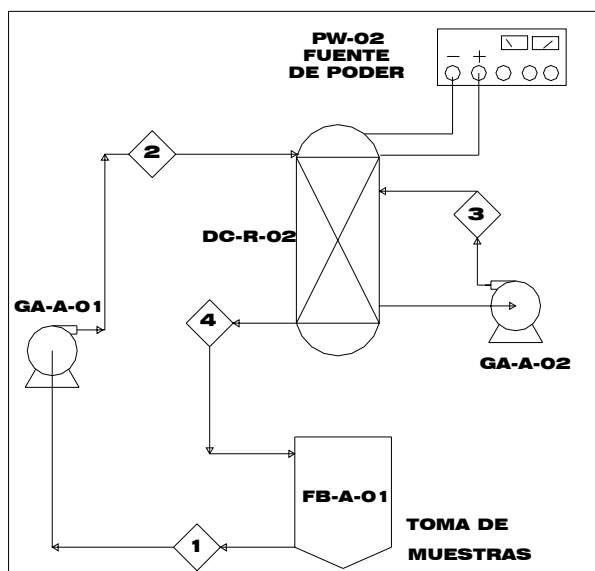 PW-02
FUENTE
DE PODER
− +
2
3
DC-R-02
GA-A-01
4
GA-A-02
FB-A-01
TOMA DE
MUESTRAS
1